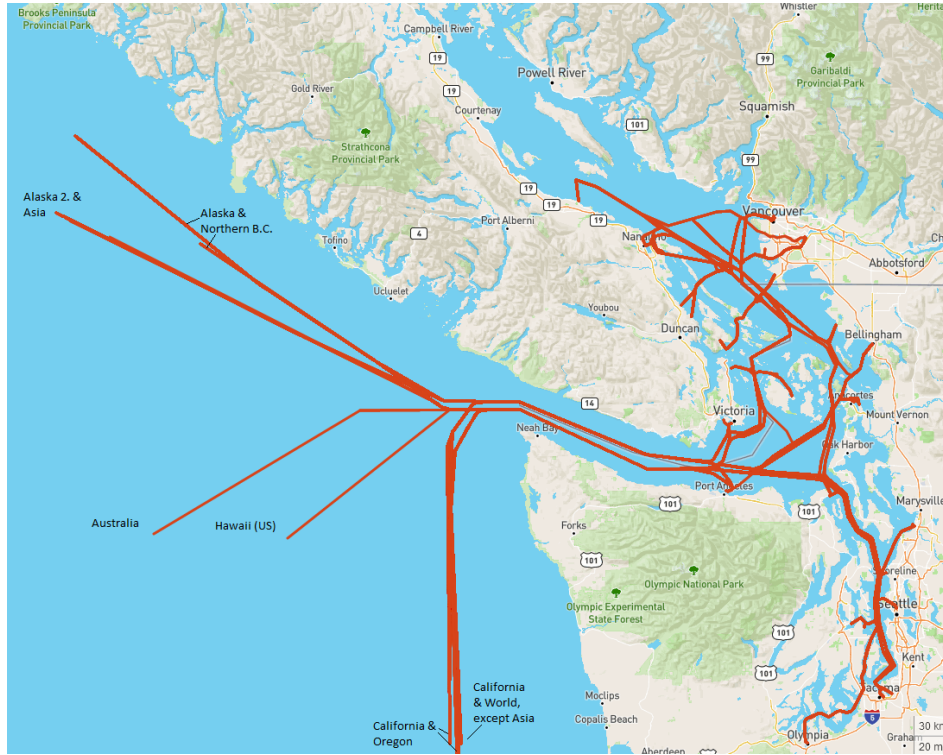 Brooks Peninsula
Provincial Park
Campbell River
Whistler
19
99
Garibaldi
Provincial Park
Powell River
Gold River
19
Squamish
Courtenay
101
Strathcona
Provincial Park
99
19
Alaska 2. &
Asia
Alaska &
Northern B.C.
Port Alberni
19
Vancouver
Tofino
4
Abbotsford
Ucluelet
Youbou
Duncan
Bellingham
14
Victoria
Mount Vernon
Neah Bay
Oak Harbor
Port Angeles
101
101
Marysville
Australia
Hawaii (US)
Forks
101
Olympic National Park
Shoreline
Olympic Experimental
State Forest
Seattle
101
Kent
California
& World,
except Asia
Moclips
Tacoma
California &
Oregon
Copalis Beach
5
Olympia
Graham
30 km
20 m
Aberdeen